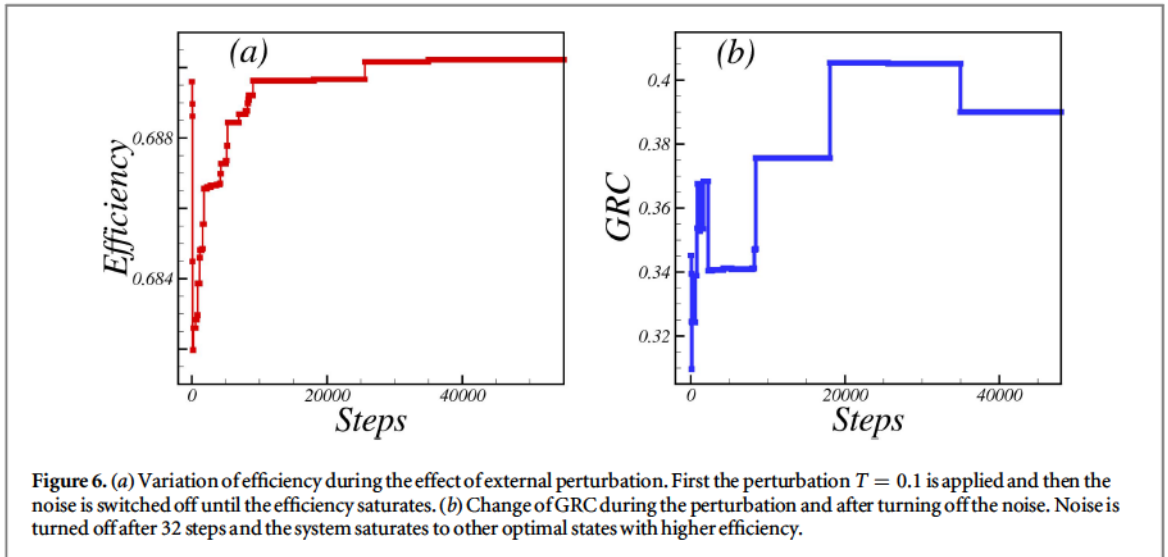 (a)
Efficiency
0.688
0.684
0
20000
40000
Steps
(b)
GRC
0.4
0.38
0.36
0.34
0.32
0
20000
40000
Steps
Figure 6. (a) Variation of efficiency during the effect of external perturbation. First the perturbation T = 0.1 is applied and then the
noise is switched off until the efficiency saturates. (b) Change of GRC during the perturbation and after turning off the noise. Noise is
turned off after 32 steps and the system saturates to other optimal states with higher efficiency.